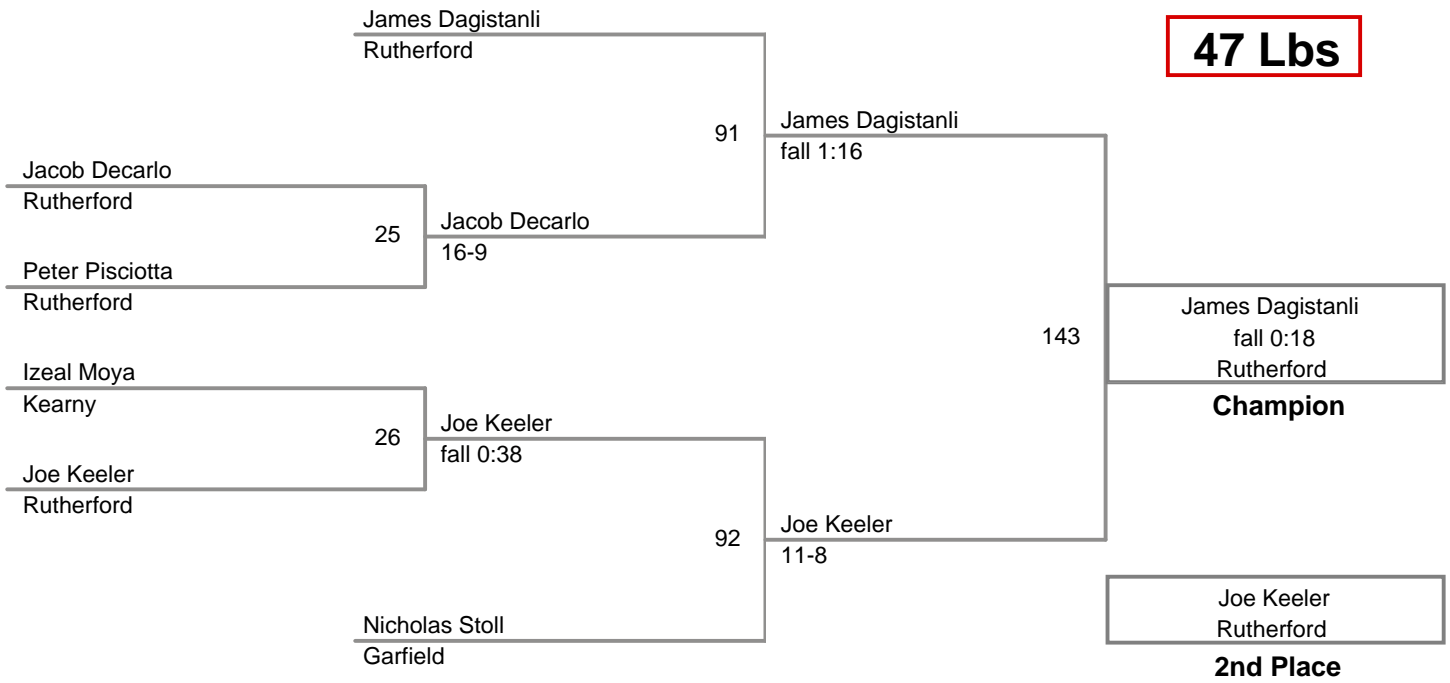 James Dagistanli
Rutherford
47 Lbs
91
James Dagistanli
fall 1:16
Jacob Decarlo
Rutherford
25
Jacob Decarlo
16-9
Peter Pisciotta
Rutherford
143
James Dagistanli
fall 0:18
Rutherford
Champion
Izeal Moya
Kearny
26
Joe Keeler
fall 0:38
Joe Keeler
Rutherford
92
Joe Keeler
11-8
Nicholas Stoll
Garfield
Joe Keeler
Rutherford
2nd Place